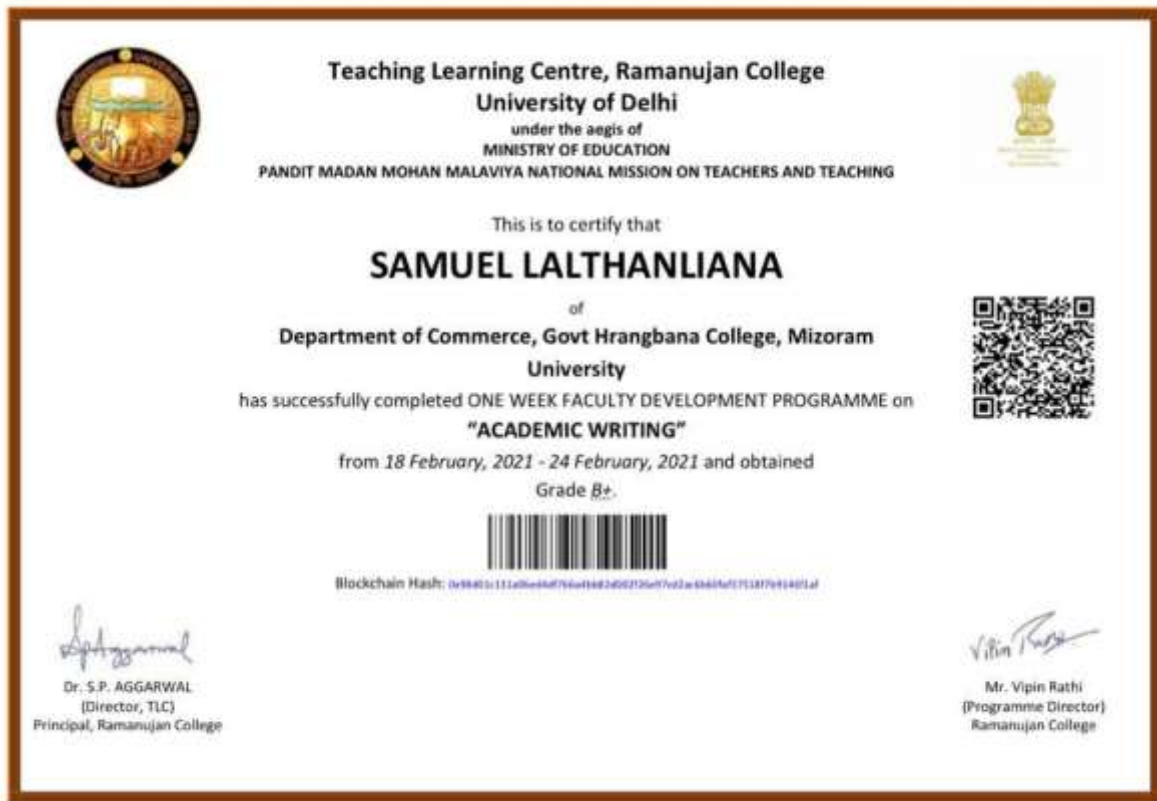 Teaching Learning Centre, Ramanujan College
University of Delhi
under the aegis of
MINISTRY OF EDUCATION
PANDIT MADAN MOHAN MALAVIYA NATIONAL MISSION ON TEACHERS AND TEACHING
This is to certify that
SAMUEL LALTHANLIANA
of
Department of Commerce, Govt Hrangbana College, Mizoram
University
has successfully completed ONE WEEK FACULTY DEVELOPMENT PROGRAMME on
“ACADEMIC WRITING”
from 18 February, 2021 - 24 February, 2021 and obtained
Grade B+.
Blockchain Hash:
SpAggarwal
Dr. S.P. AGGARWAL
(Director, TLC)
Principal, Ramanujan College
Vipin Rathi
Mr. Vipin Rathi
(Programme Director)
Ramanujan College